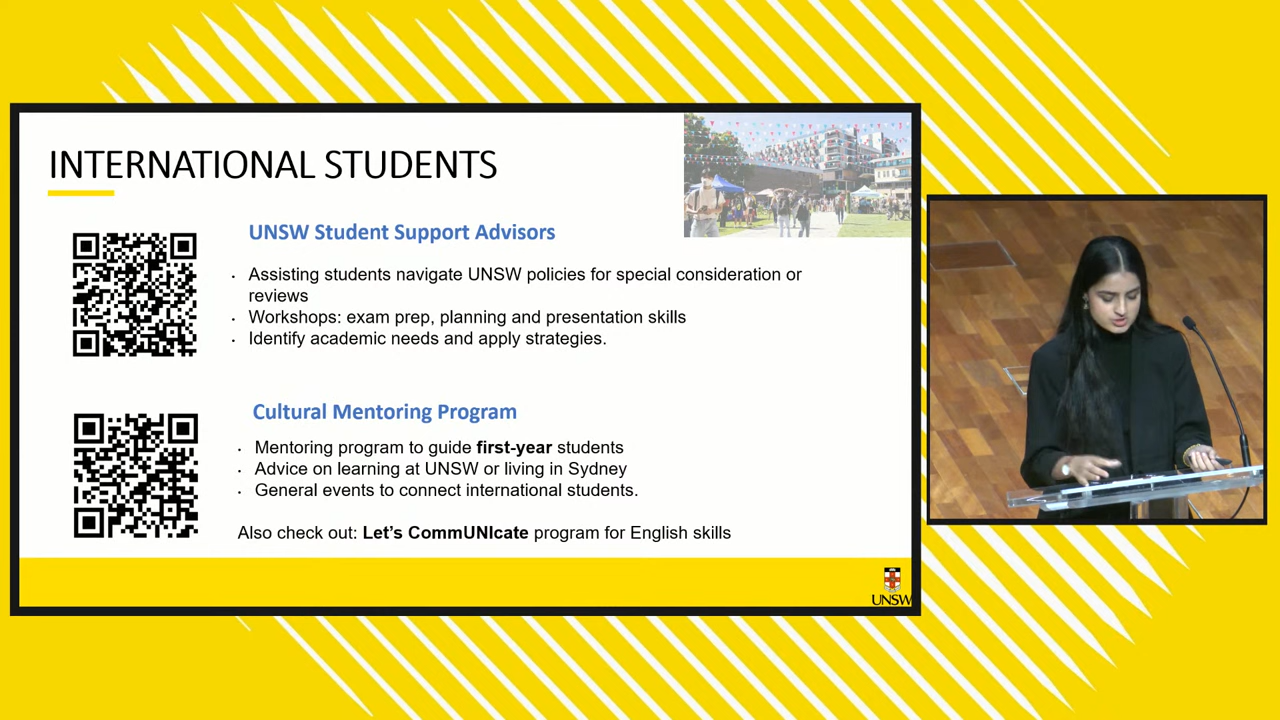 INTERNATIONAL STUDENTS
UNSW Student Support Advisors
· Assisting students navigate UNSW policies for special consideration or
reviews
· Workshops: exam prep, planning and presentation skills
· Identify academic needs and apply strategies.
Cultural Mentoring Program
· Mentoring program to guide first-year students
· Advice on learning at UNSW or living in Sydney
· General events to connect international students.
Also check out: Let's CommUNIcate program for English skills
UNSW